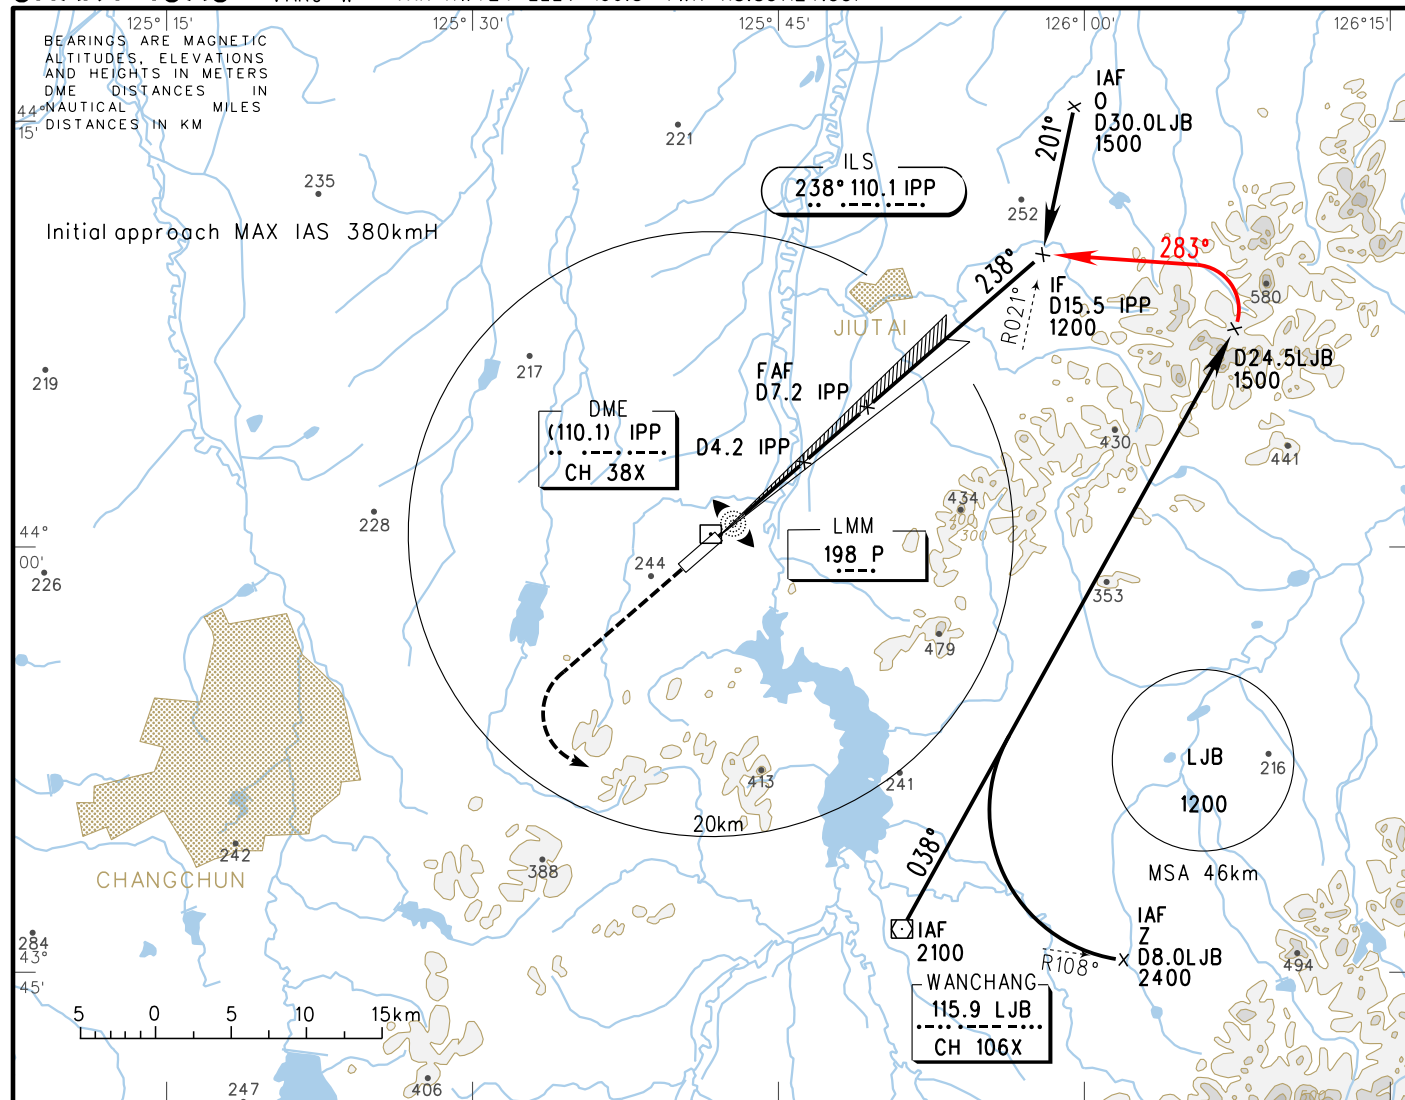 125°15'
125°30'
125°45'
126°00'
126°15'
BEARINGS ARE MAGNETIC
ALTITUDES, ELEVATIONS
AND HEIGHTS IN METERS
DME DISTANCES IN
NAUTICAL MILES
DISTANCES IN KM
44°
15'
IAF
O
D30.0LJB
1500
201°
221
ILS
238° 110.1 IPP
235
252
Initial approach MAX IAS 380kmH
283°
238°
580
IF
D15.5 IPP
1200
R021°
JIUTAI
D24.5LJB
1500
219
217
FAF
D7.2 IPP
DME
(110.1) IPP
CH 38X
D4.2 IPP
430
441
434
400
300
228
44°
00'
LMM
198 P
244
226
353
479
LJB
1200
216
413
241
20km
MSA 46km
242
388
038°
CHANGCHUN
IAF
2100
IAF
Z
D8.0LJB
2400
R108°
494
284
43°
45'
WANCHANG
115.9 LJB
CH 106X
5 0 5 10 15km
247
406